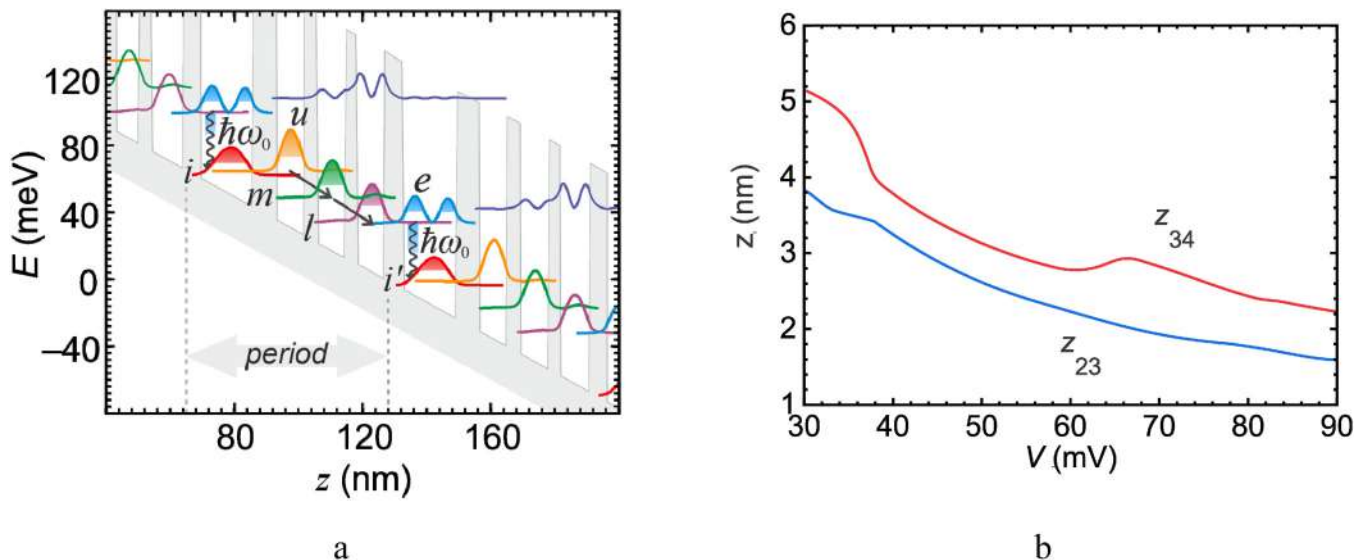 E (meV)
120
80
40
0
−40
ħω₀
u
i
m
e
l
ħω₀
i'
period
80
120
160
z (nm)
a
z (nm)
6
5
4
3
2
1
z₃₄
z₂₃
30
40
50
60
70
80
90
V (mV)
b